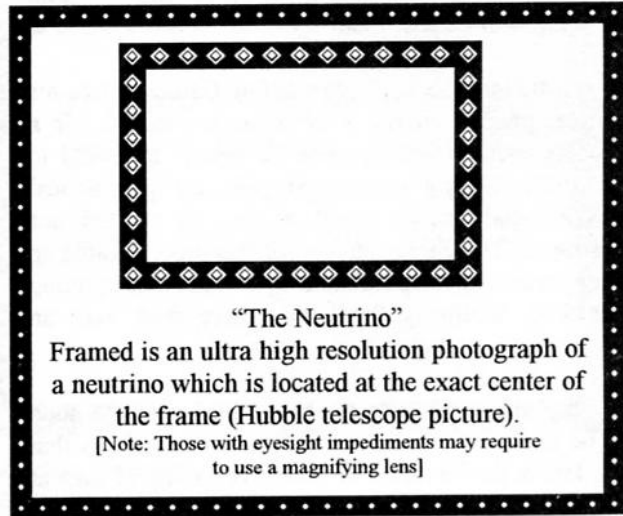 “The Neutrino”
Framed is an ultra high resolution photograph of
a neutrino which is located at the exact center of
the frame (Hubble telescope picture).
[Note: Those with eyesight impediments may require
to use a magnifying lens]